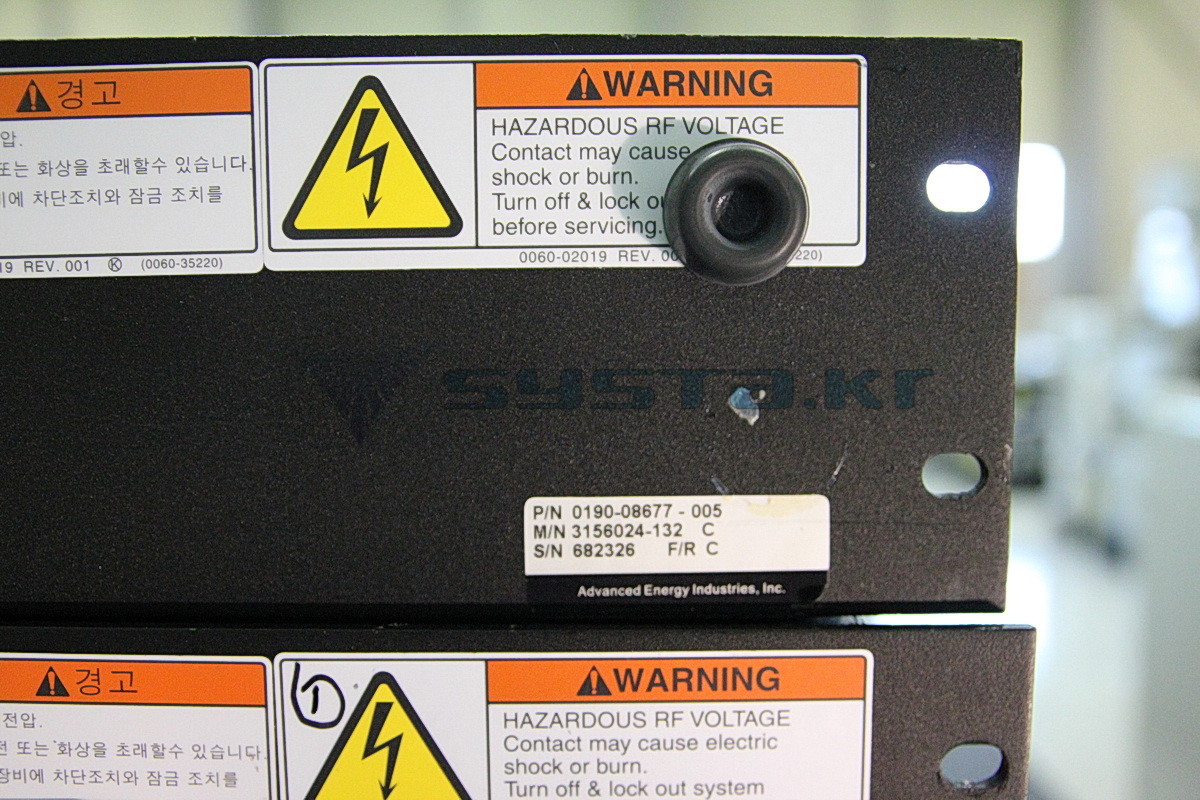 경고
압.
또는 화상을 초래할수 있습니다.
차단조치와 잠금 조치를
19 REV. 001 Ⓚ (0060-35220)
WARNING
HAZARDOUS RF VOLTAGE
Contact may cause
shock or burn.
Turn off & lock
before servicing.
0060-02019 REV.
systa.kr
P/N 0190-08677 - 005
M/N 3156024-132 C
S/N 682326 F/R C
Advanced Energy Industries, Inc.
경고
전압.
또는 화상을 초래할수 있습니다.
장비에 차단조치와 잠금 조치를
1
WARNING
HAZARDOUS RF VOLTAGE
Contact may cause electric
shock or burn.
Turn off & lock out system